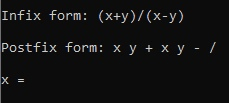 Infix form: (x+y)/(x-y)
Postfix form: x y + x y - /
x =